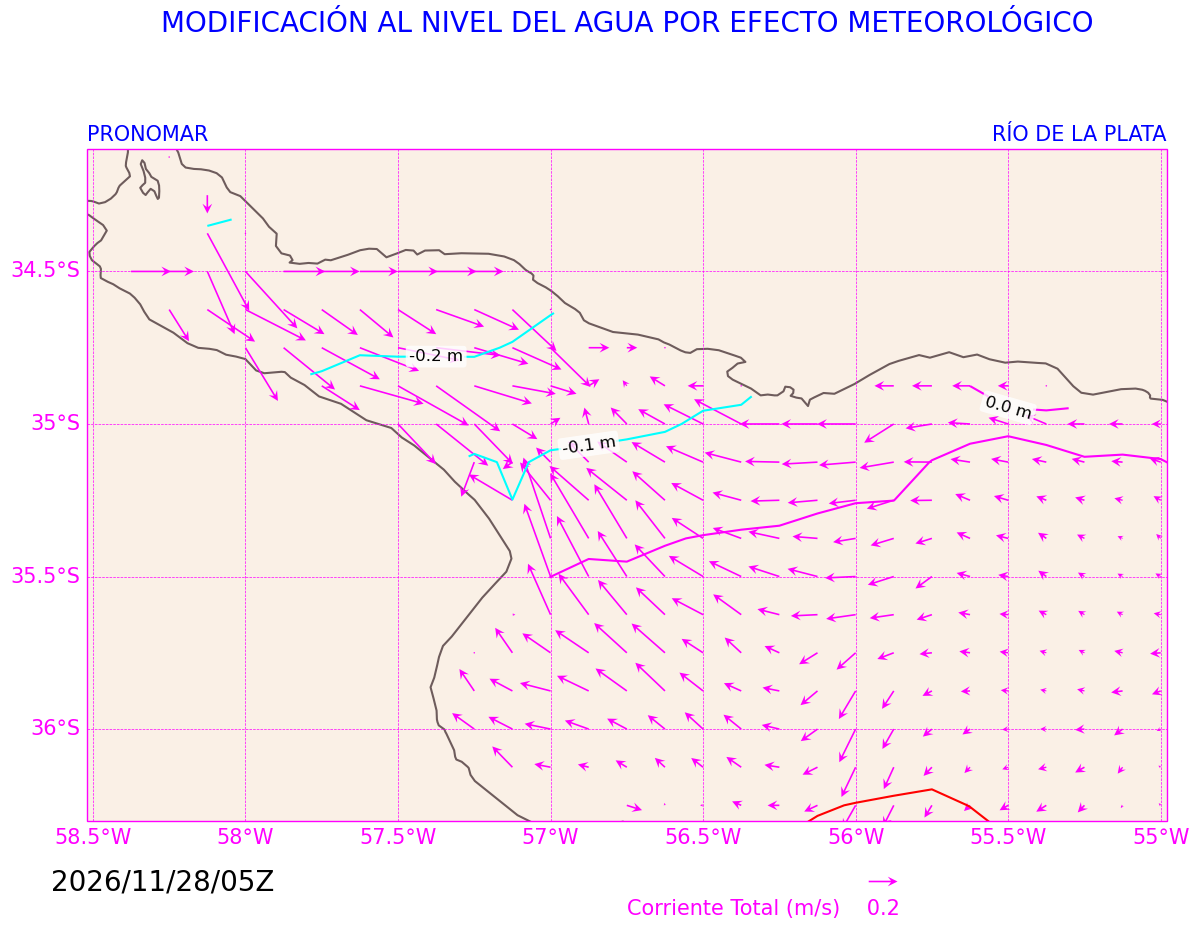 MODIFICACIÓN AL NIVEL DEL AGUA POR EFECTO METEOROLÓGICO
PRONOMAR
RÍO DE LA PLATA
34.5°S
-0.2 m
0.0 m
35°S
-0.1 m
35.5°S
36°S
58.5°W
58°W
57.5°W
57°W
56.5°W
56°W
55.5°W
55°W
2026/11/28/05Z
Corriente Total (m/s) 0.2